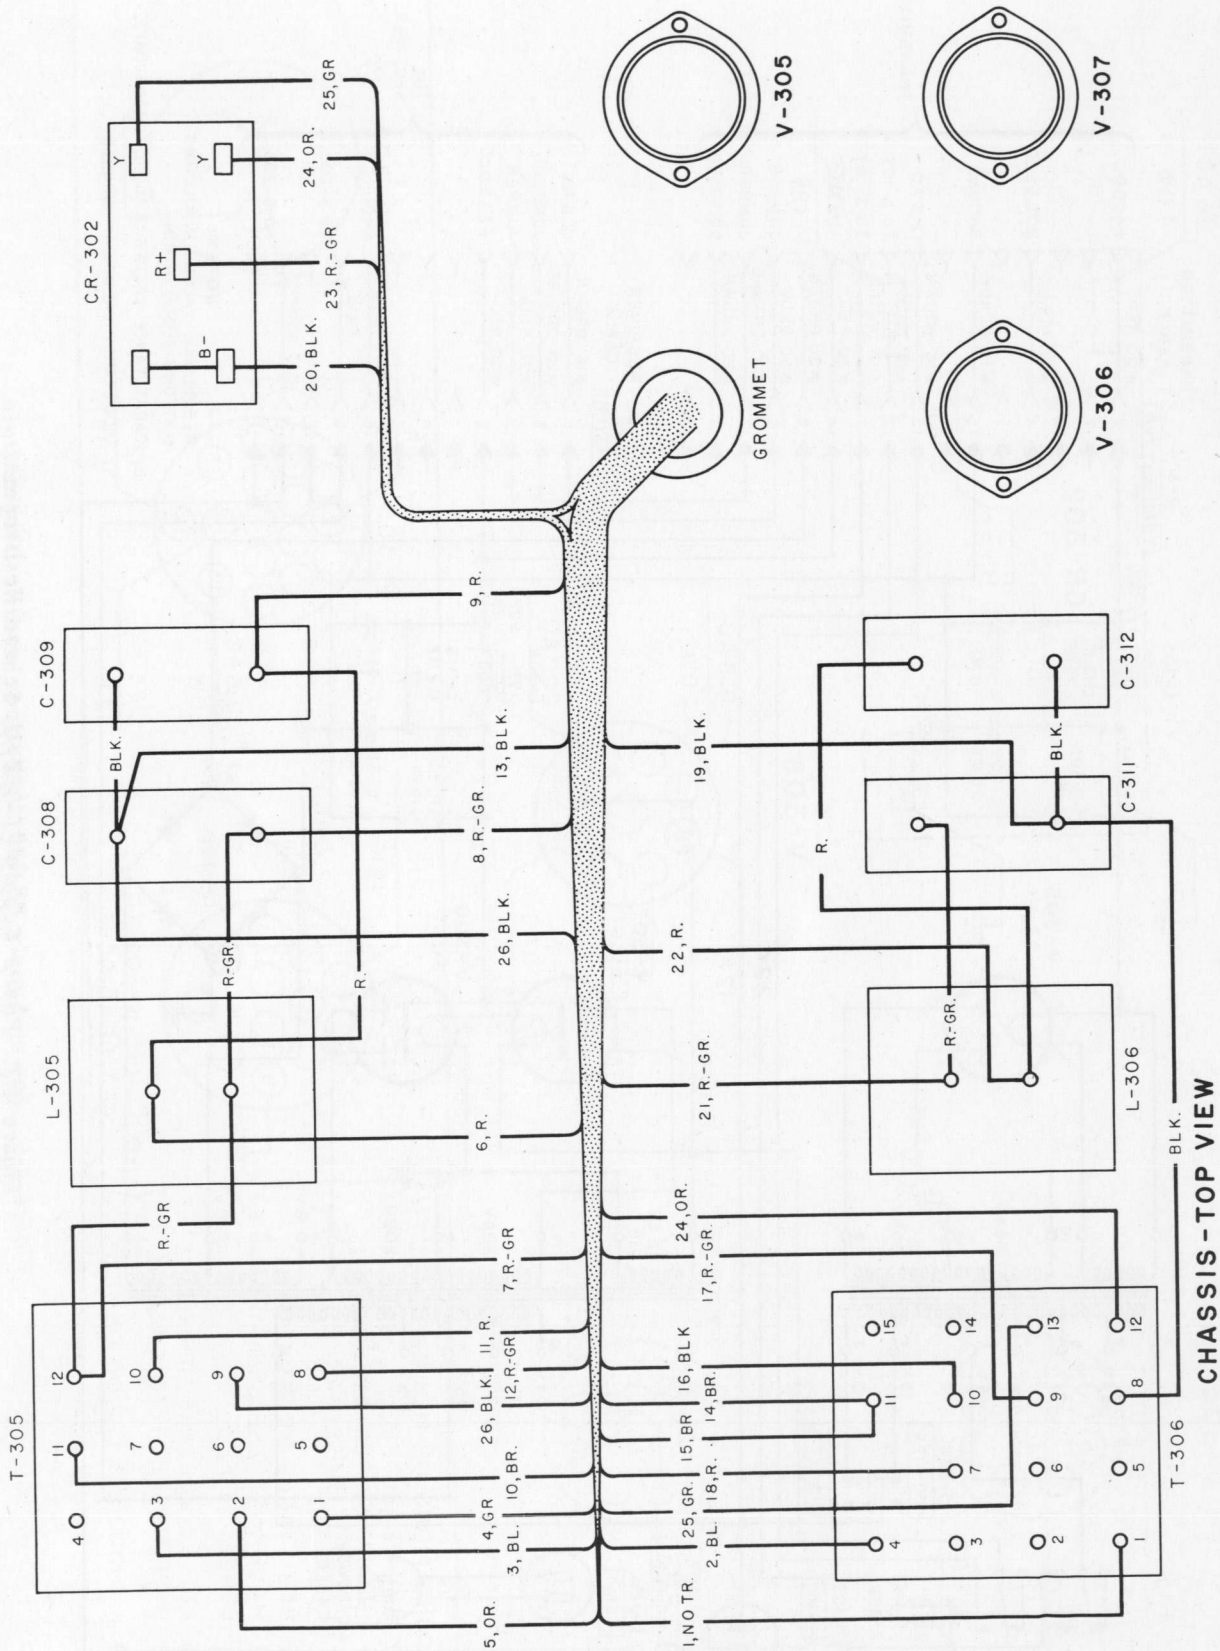 T-305
4
11
12
3
7
10
2
6
9
1
5
8
R.-GR
L-305
C-308
C-309
CR-302
BLK.
R-GR.
R.
Y
Y
R+
B-
5, OR.
3, BL.
4, GR
10, BR.
26, BLK.
12, R.-GR
11, R.
7, R.-GR
6, R.
26, BLK.
8, R.-GR.
13, BLK.
9, R.
20, BLK.
23, R.-GR
24, OR.
25, GR
1, NO TR.
2, BL.
25, GR.
18, R.
15, BR
14, BR.
16, BLK
17, R.-GR.
24, OR.
21, R.-GR.
22, R.
19, BLK.
GROMMET
V-305
4
11
15
3
7
10
14
2
6
9
13
1
5
8
12
T-306
R.-GR.
R.
BLK.
BLK.
L-306
C-311
C-312
V-306
V-307
CHASSIS-TOP VIEW